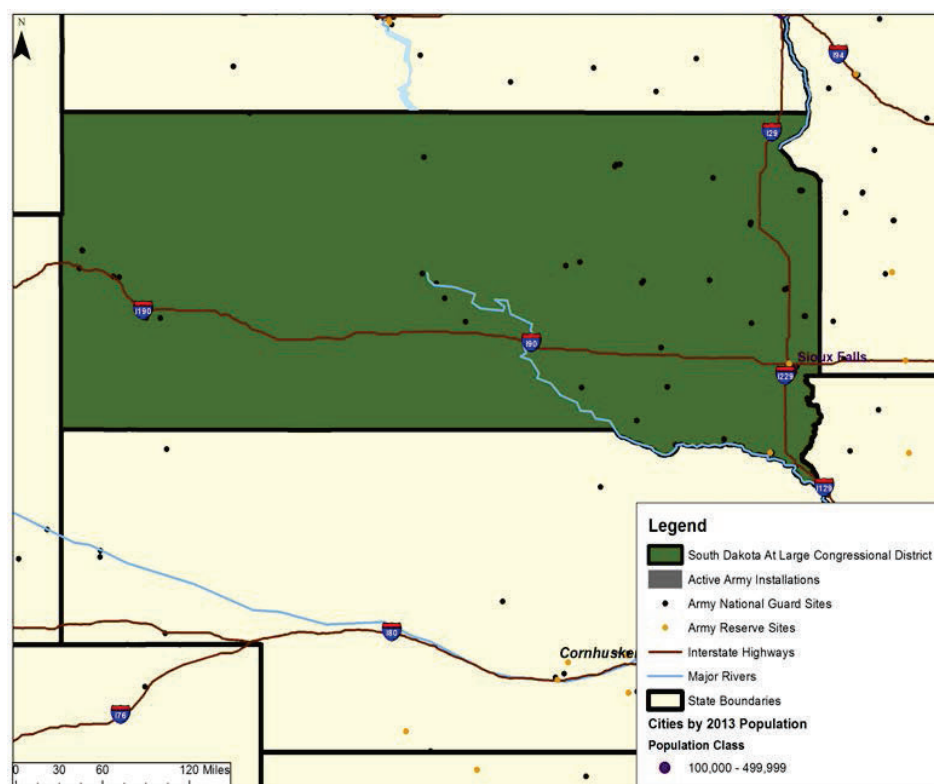 N
I94
I29
I190
I90
Sioux Falls
I229
I129
I80
Cornhusker
I76
0 30 60 120 Miles
Legend
South Dakota At Large Congressional District
Active Army Installations
Army National Guard Sites
Army Reserve Sites
Interstate Highways
Major Rivers
State Boundaries
Cities by 2013 Population
Population Class
100,000 - 499,999